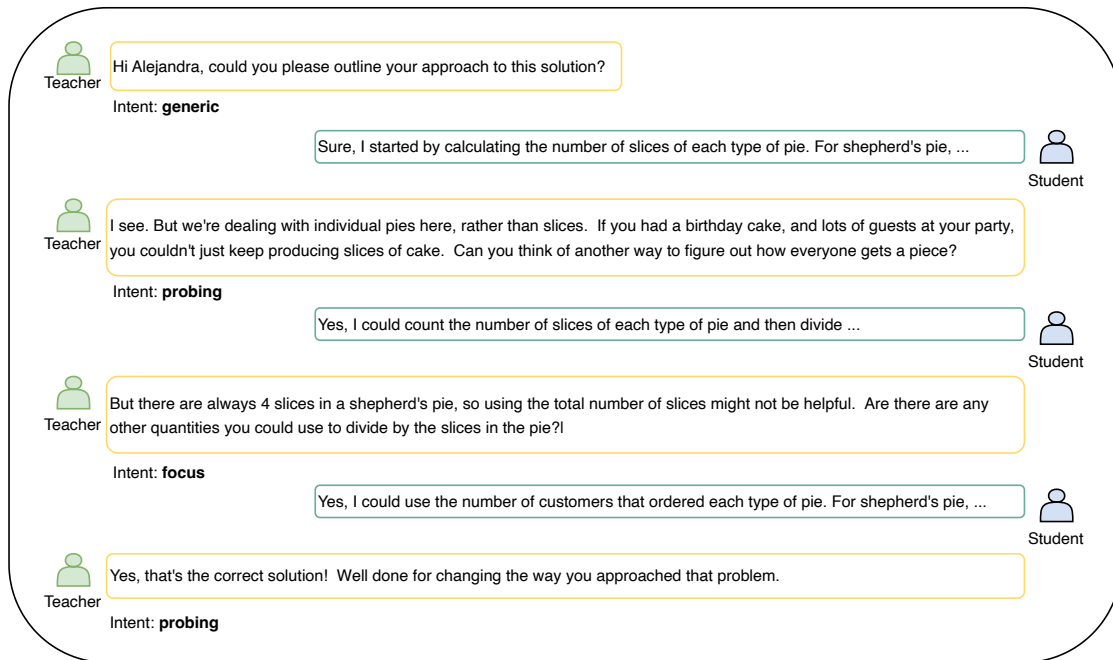 Hi Alejandra, could you please outline your approach to this solution?
Teacher
Intent: generic
Sure, I started by calculating the number of slices of each type of pie. For shepherd's pie, ...
Student
I see. But we're dealing with individual pies here, rather than slices.  If you had a birthday cake, and lots of guests at your party,
you couldn't just keep producing slices of cake.  Can you think of another way to figure out how everyone gets a piece?
Teacher
Intent: probing
Yes, I could count the number of slices of each type of pie and then divide ...
Student
But there are always 4 slices in a shepherd's pie, so using the total number of slices might not be helpful.  Are there are any
other quantities you could use to divide by the slices in the pie?l
Teacher
Intent: focus
Yes, I could use the number of customers that ordered each type of pie. For shepherd's pie, ...
Student
Yes, that's the correct solution!  Well done for changing the way you approached that problem.
Teacher
Intent: probing